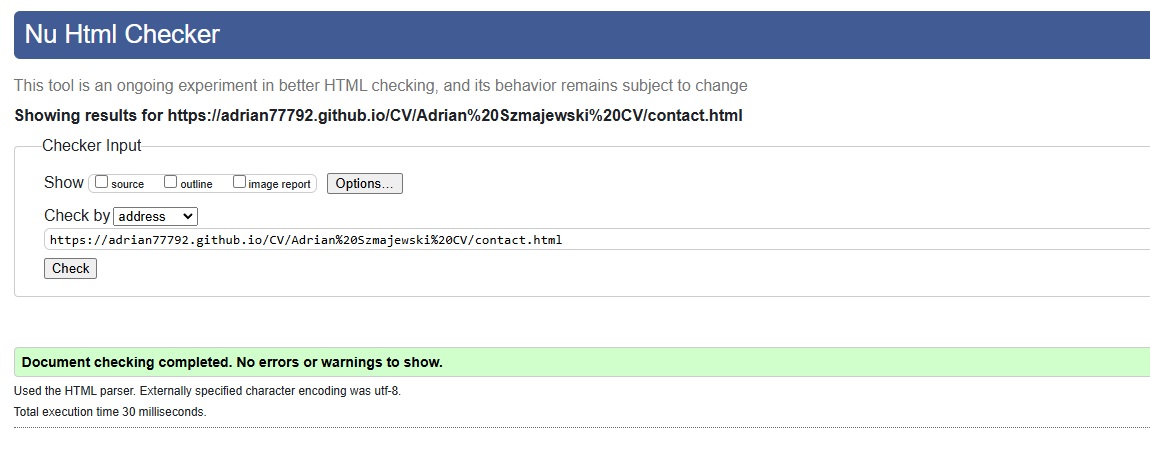 Nu Html Checker
This tool is an ongoing experiment in better HTML checking, and its behavior remains subject to change
Showing results for https://adrian77792.github.io/CV/Adrian%20Szmajewski%20CV/contact.html
Checker Input
Show source outline image report Options...
Check by address
https://adrian77792.github.io/CV/Adrian%20Szmajewski%20CV/contact.html
Check
Document checking completed. No errors or warnings to show.
Used the HTML parser. Externally specified character encoding was utf-8.
Total execution time 30 milliseconds.